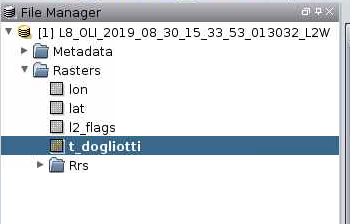 File Manager
[1] L8_OLI_2019_08_30_15_33_53_013032_L2W
Metadata
Rasters
lon
lat
l2_flags
t_dogliotti
Rrs